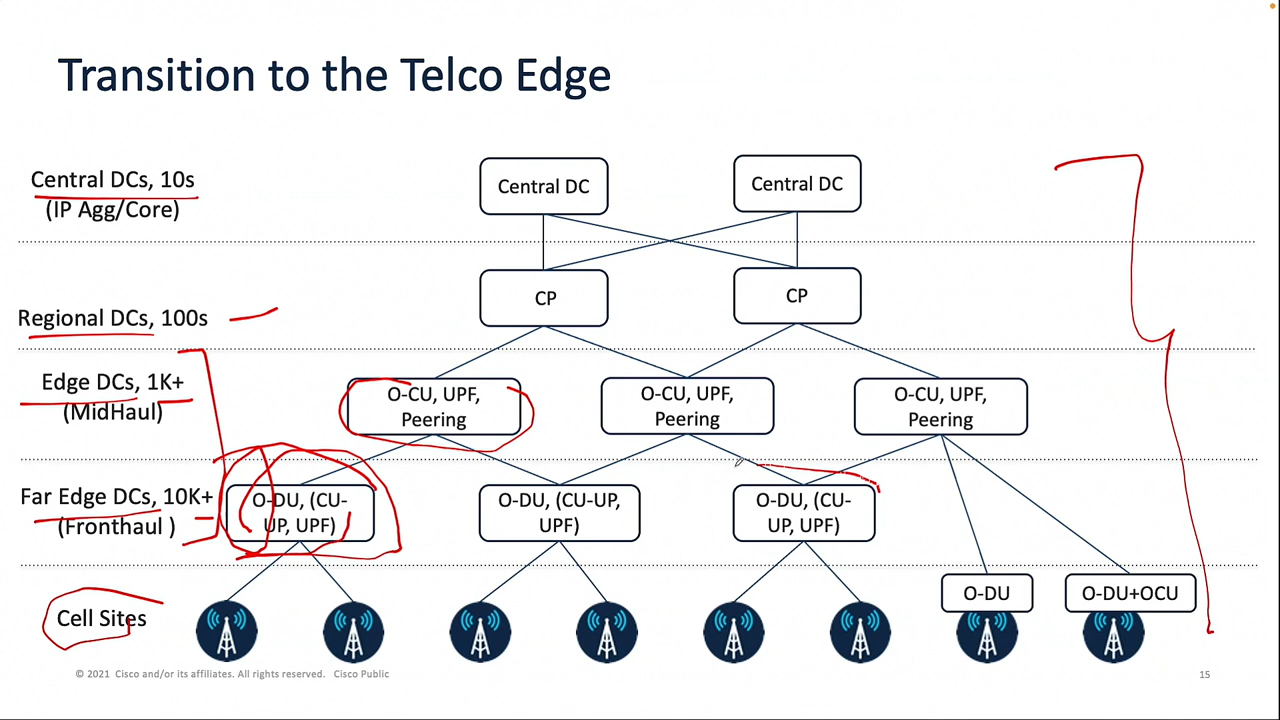 Transition to the Telco Edge
Central DCs, 10s
(IP Agg/Core)
Central DC
Central DC
Regional DCs, 100s
CP
CP
Edge DCs, 1K+
(MidHaul)
O-CU, UPF,
Peering
O-CU, UPF,
Peering
O-CU, UPF,
Peering
Far Edge DCs, 10K+
(Fronthaul )
O-DU, (CU-
UP, UPF)
O-DU, (CU-UP,
UPF)
O-DU, (CU-
UP, UPF)
O-DU
O-DU+OCU
Cell Sites
© 2021 Cisco and/or its affiliates. All rights reserved. Cisco Public
15